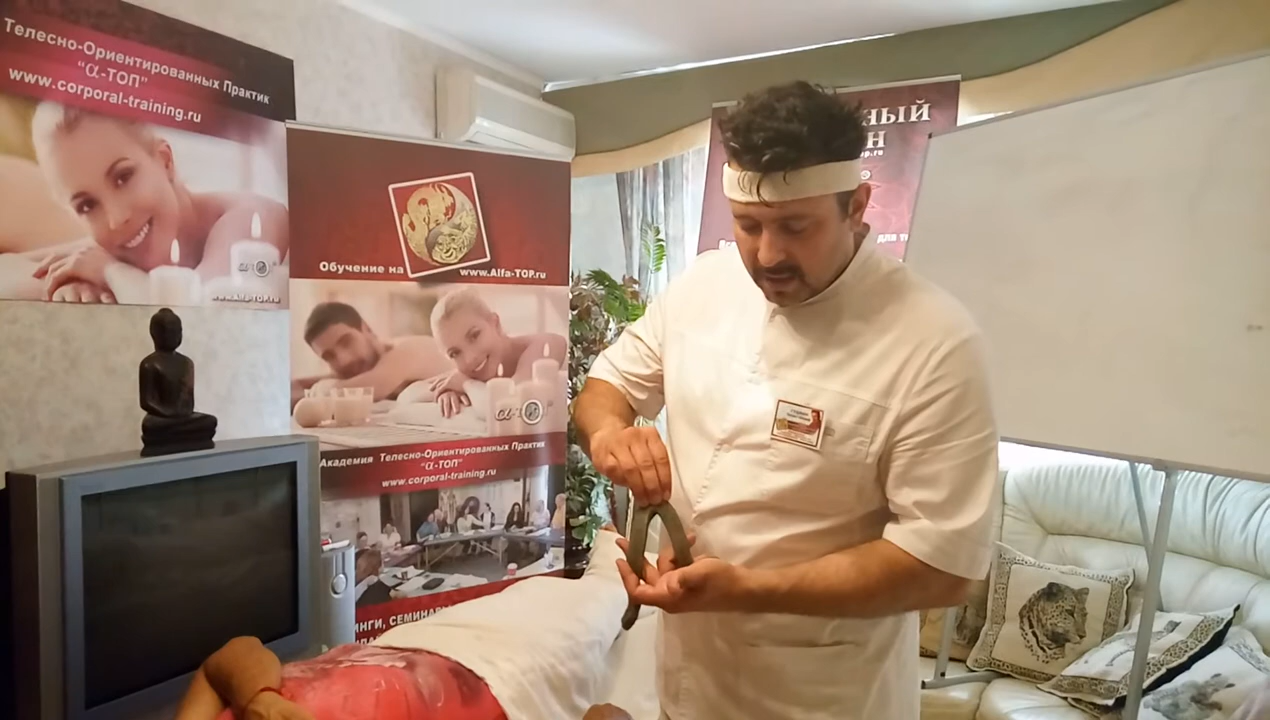 Телесно-Ориентированных Практик
"α-ТОП"
www.corporal-training.ru
www.Alfa-TOP.ru
Обучение на
www.Alfa-TOP.ru
Академия Телесно-Ориентированных Практик
"α-ТОП"
www.corporal-training.ru
НЫЙ
Н
для